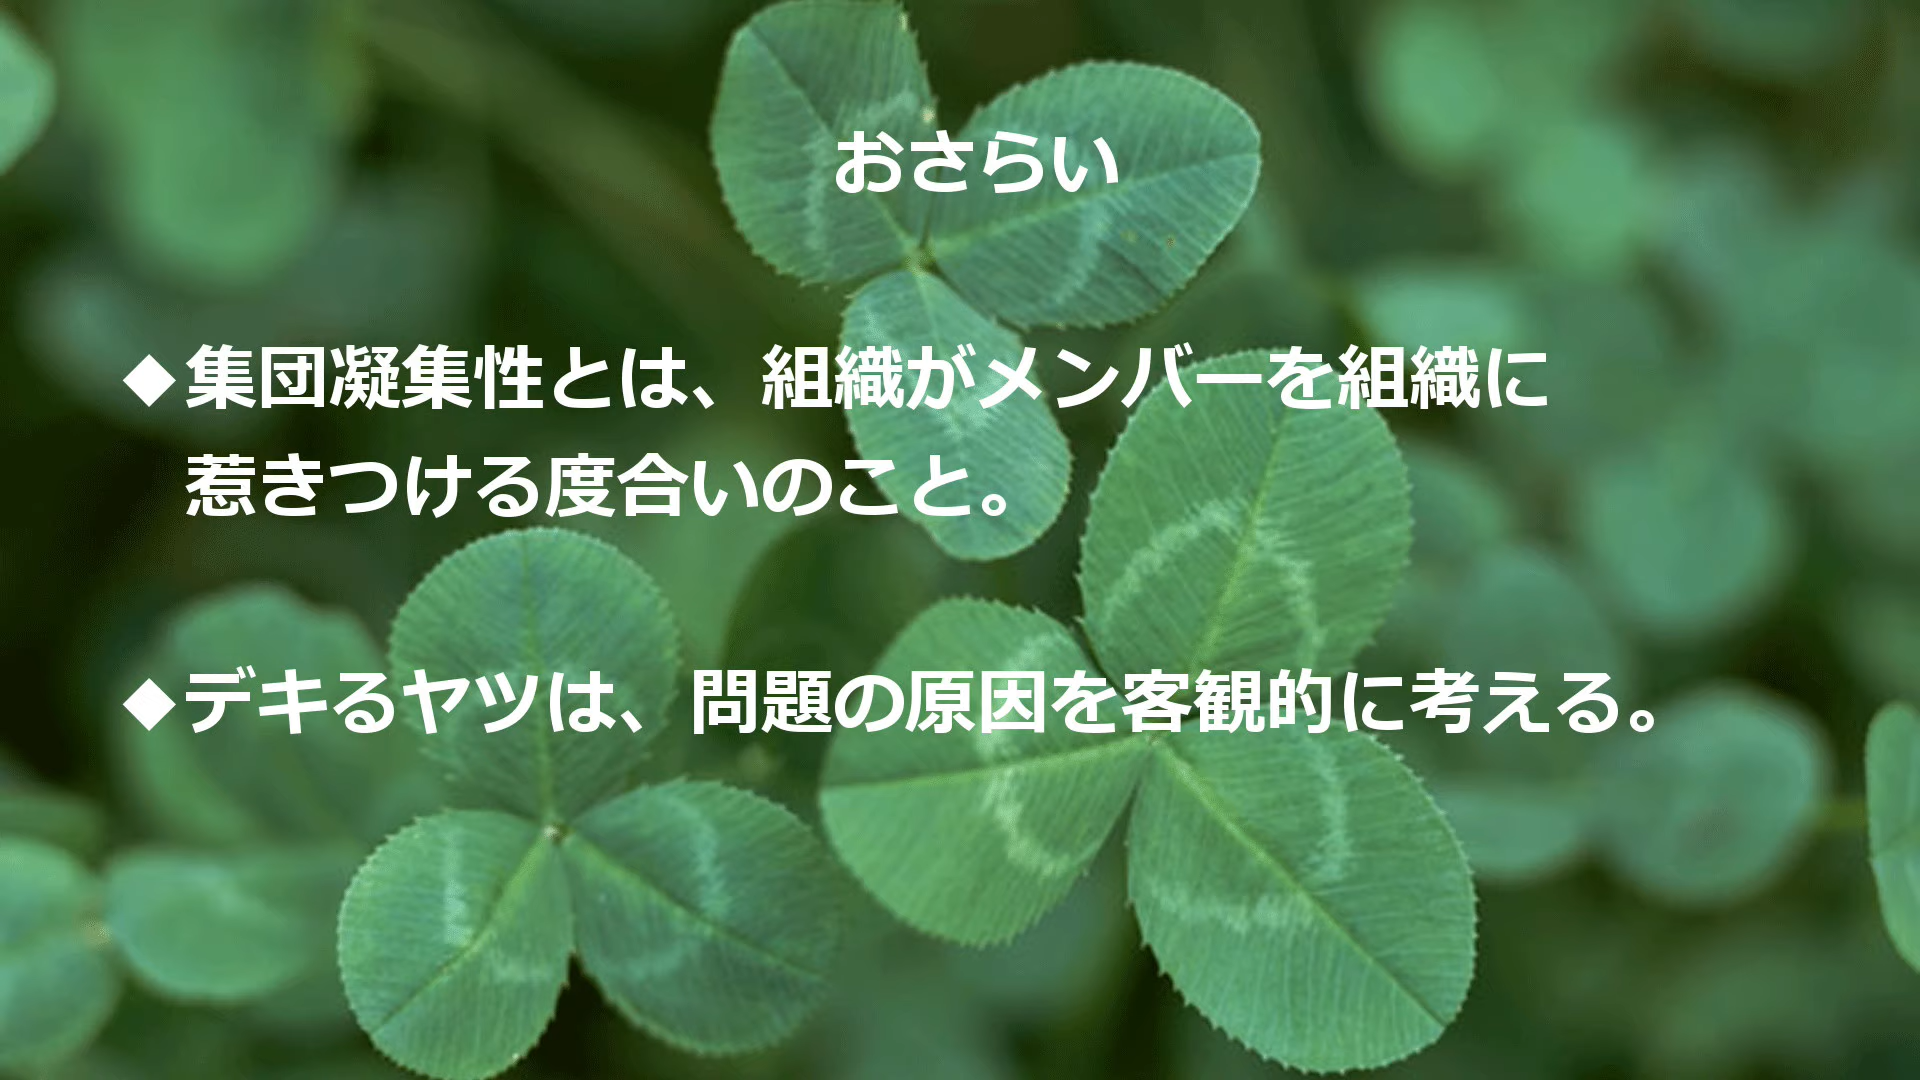 おさらい
◆集団凝集性とは、組織がメンバーを組織に
惹きつける度合いのこと。
◆デキるヤツは、問題の原因を客観的に考える。